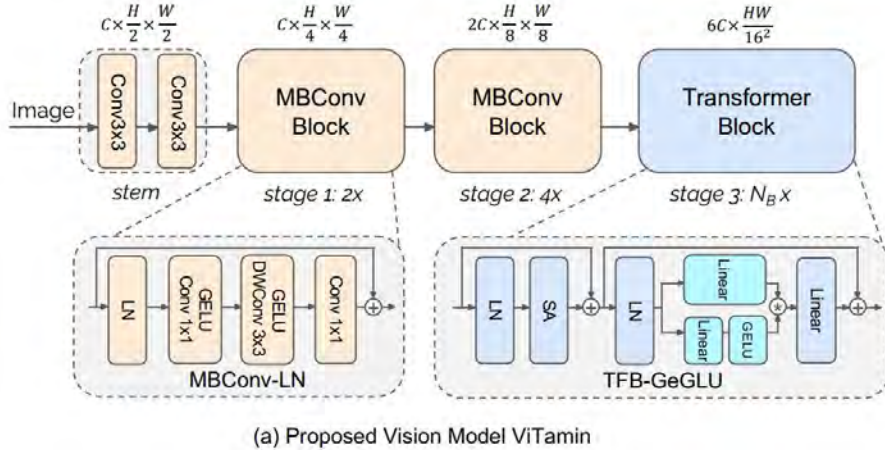 C×H/2×W/2 C×H/4×W/4 2C×H/8×W/8 6C×HW/16²
Image
Conv3x3
Conv3x3
MBConv
Block
MBConv
Block
Transformer
Block
stem
stage 1: 2x
stage 2: 4x
stage 3: N_B x
LN
GELU
Conv 1x1
GELU
DWConv 3x3
Conv 1x1
+
MBConv-LN
LN
SA
+
LN
Linear
Linear
GELU
*
Linear
+
TFB-GeGLU
(a) Proposed Vision Model ViTamin